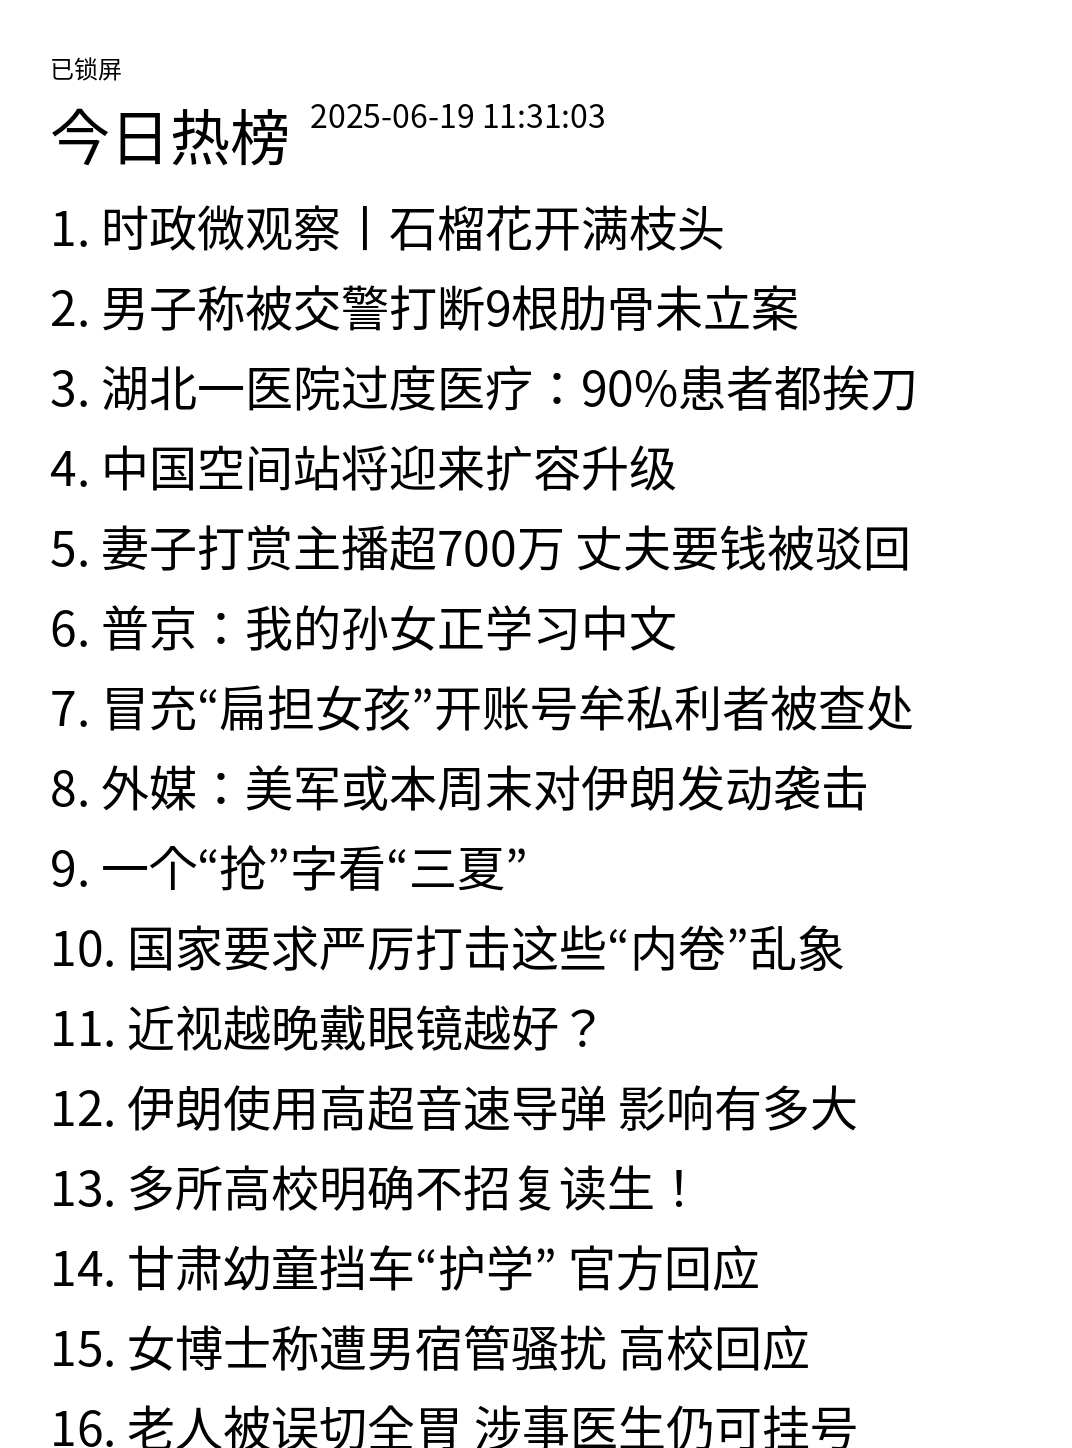 已锁屏
今日热榜 2025-06-19 11:31:03
1. 时政微观察丨石榴花开满枝头
2. 男子称被交警打断9根肋骨未立案
3. 湖北一医院过度医疗：90%患者都挨刀
4. 中国空间站将迎来扩容升级
5. 妻子打赏主播超700万 丈夫要钱被驳回
6. 普京：我的孙女正学习中文
7. 冒充“扁担女孩”开账号牟私利者被查处
8. 外媒：美军或本周末对伊朗发动袭击
9. 一个“抢”字看“三夏”
10. 国家要求严厉打击这些“内卷”乱象
11. 近视越晚戴眼镜越好？
12. 伊朗使用高超音速导弹 影响有多大
13. 多所高校明确不招复读生！
14. 甘肃幼童挡车“护学” 官方回应
15. 女博士称遭男宿管骚扰 高校回应
16. 老人被误切全胃 涉事医生仍可挂号